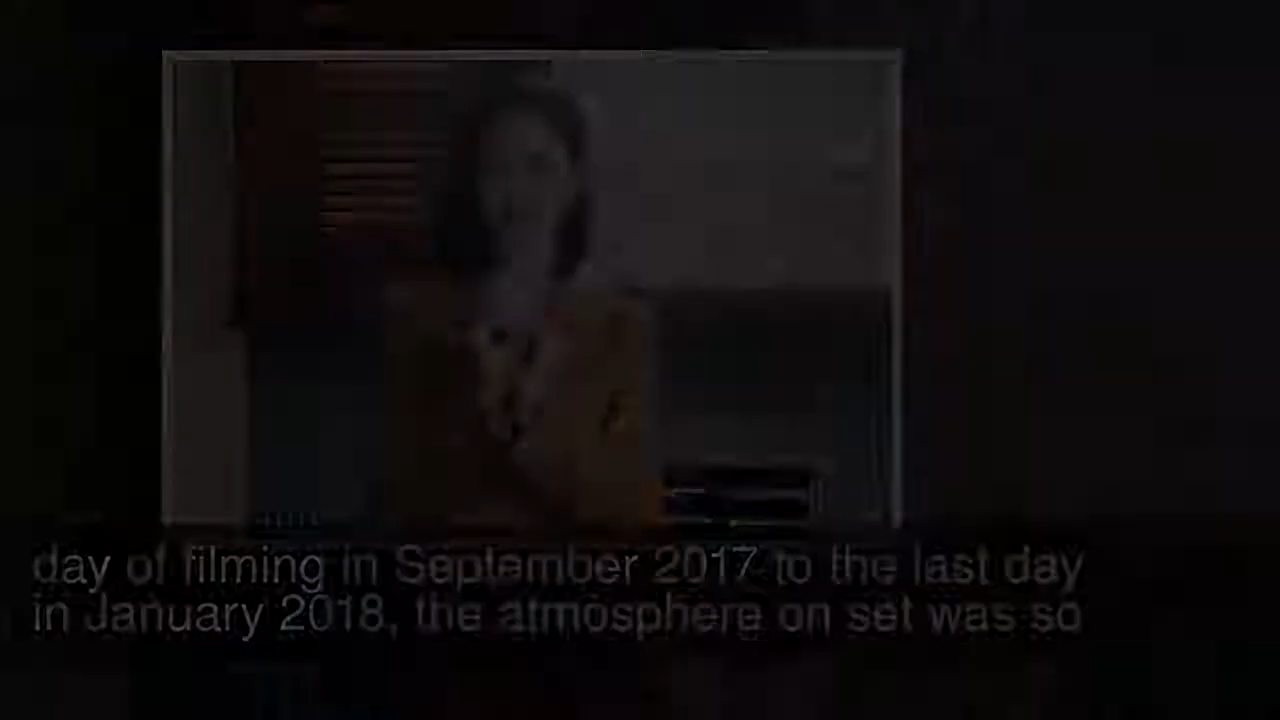 day of filming in September 2017 to the last day
in January 2018, the atmosphere on set was so